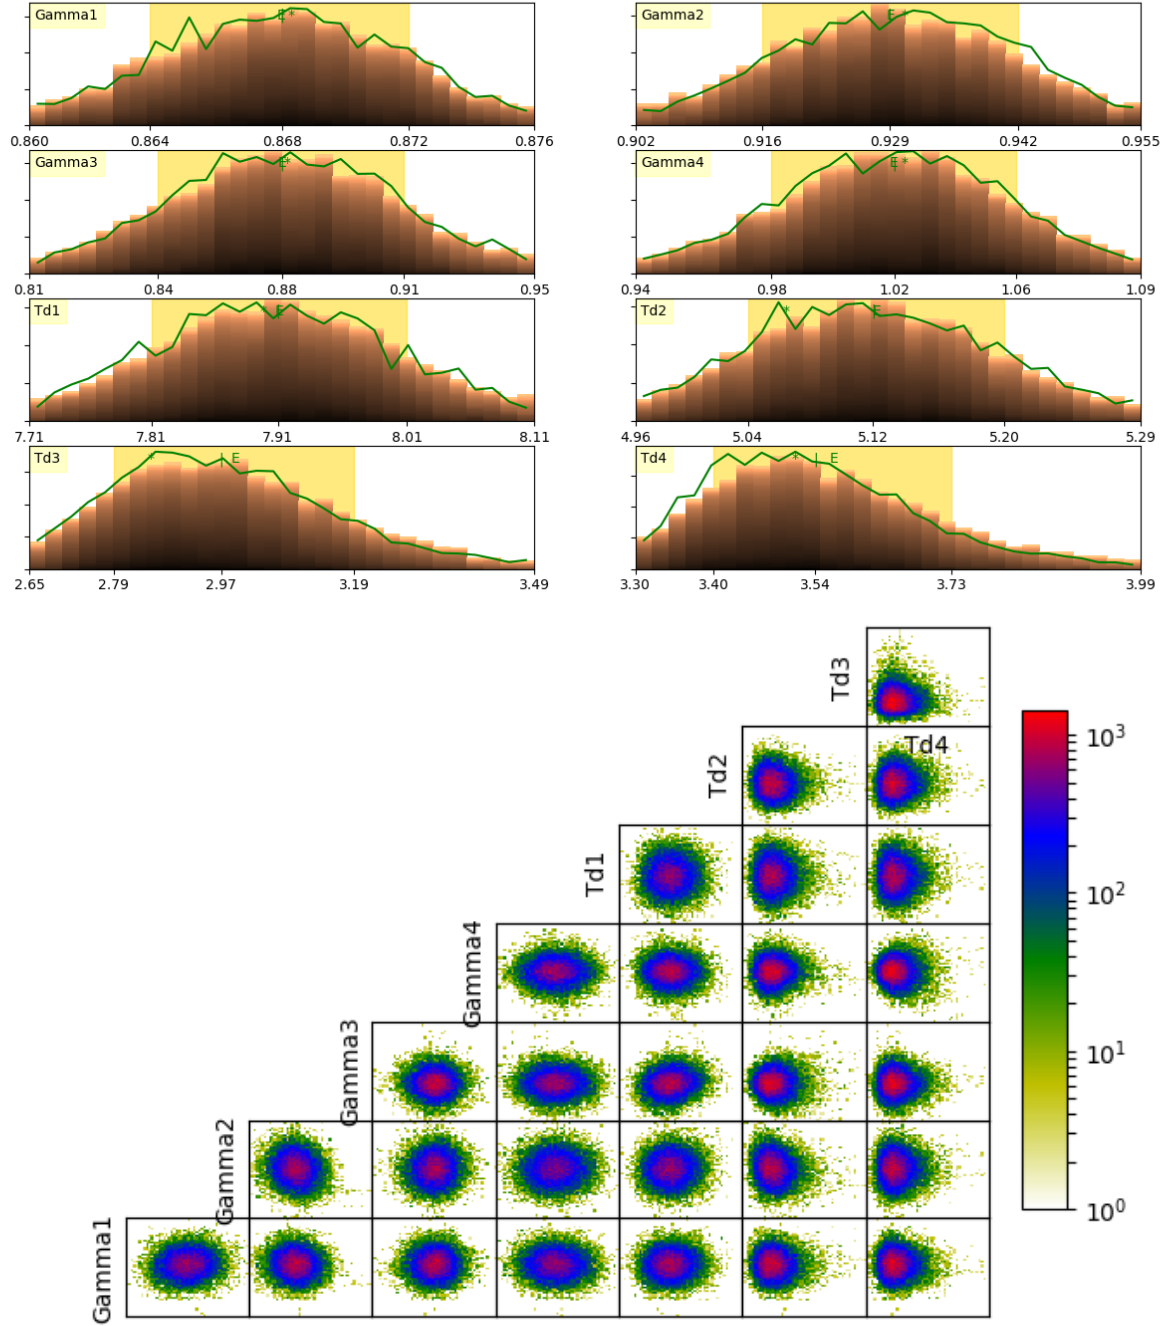 Gamma1
E *
0.860 0.864 0.868 0.872 0.876
Gamma2
E *
0.902 0.916 0.929 0.942 0.955
Gamma3
E*
0.81 0.84 0.88 0.91 0.95
Gamma4
E *
0.94 0.98 1.02 1.06 1.09
Td1
* E
7.71 7.81 7.91 8.01 8.11
Td2
* E
4.96 5.04 5.12 5.20 5.29
Td3
* | E
2.65 2.79 2.97 3.19 3.49
Td4
* | E
3.30 3.40 3.54 3.73 3.99
Td3
Td4
Td2
Td1
Gamma4
Gamma3
Gamma2
Gamma1
10³
10²
10¹
10⁰